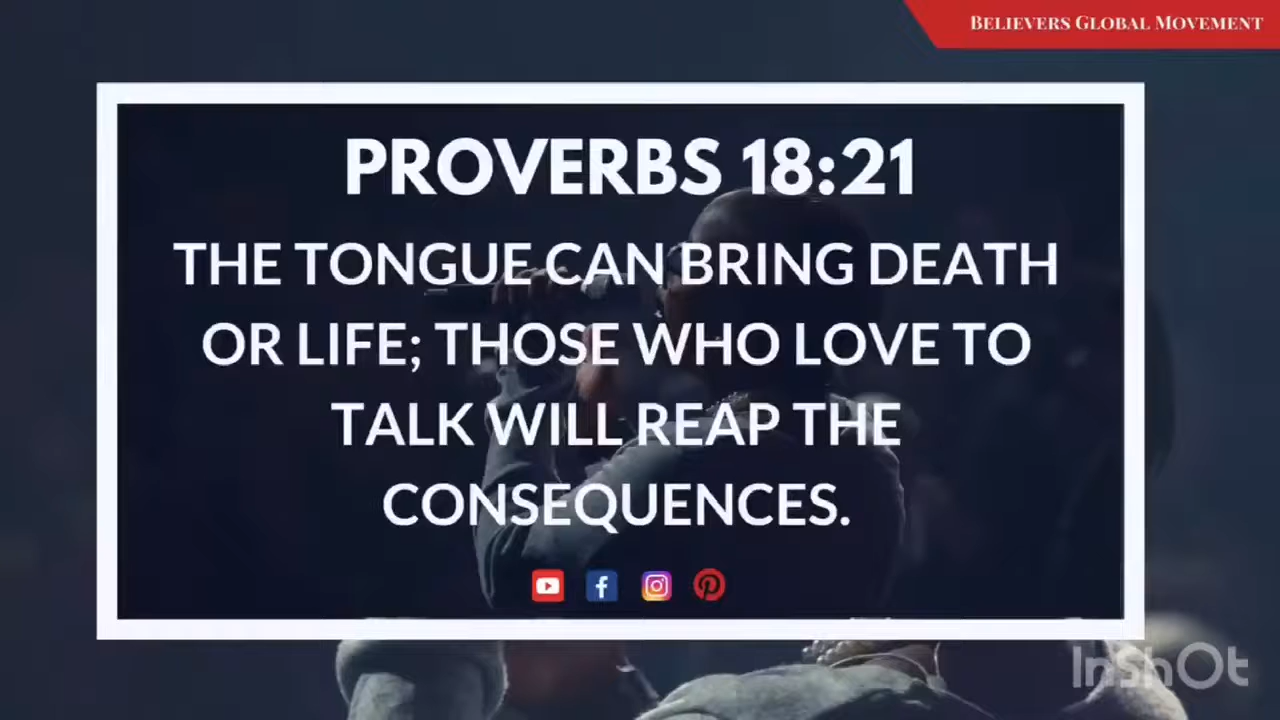 Believers Global Movement
PROVERBS 18:21
THE TONGUE CAN BRING DEATH
OR LIFE; THOSE WHO LOVE TO
TALK WILL REAP THE
CONSEQUENCES.
InShOt